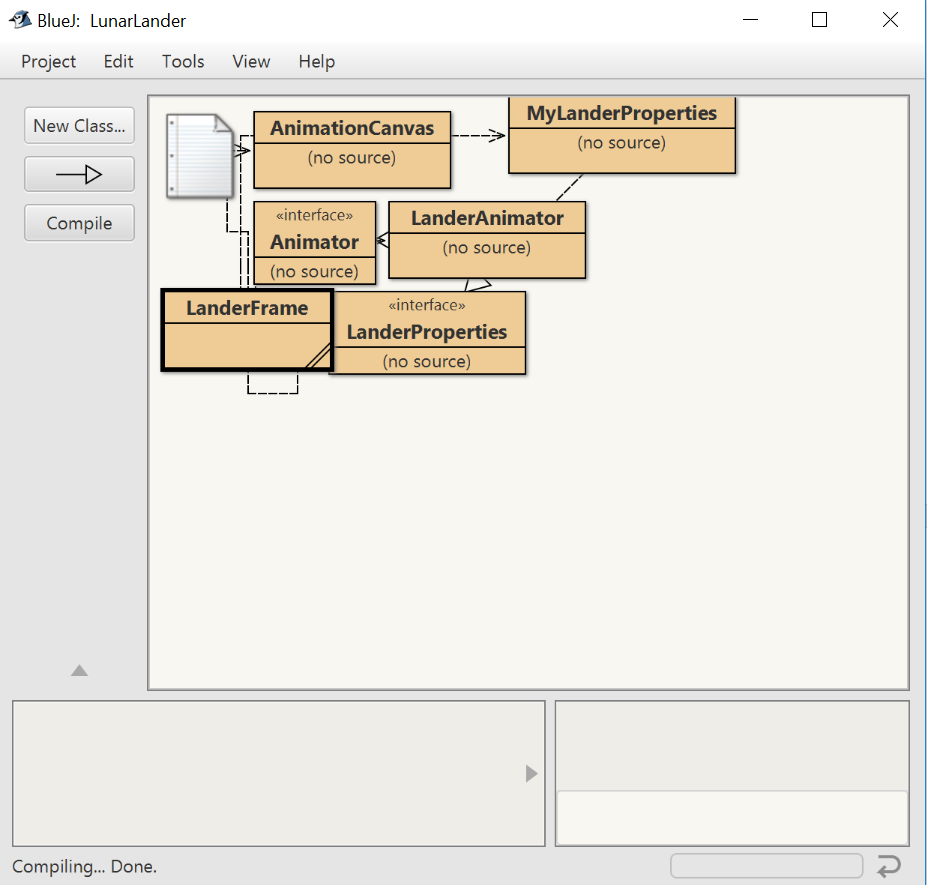 BlueJ: LunarLander
Project Edit Tools View Help
New Class...
Compile
AnimationCanvas
(no source)
MyLanderProperties
(no source)
«interface»
Animator
(no source)
LanderAnimator
(no source)
LanderFrame
«interface»
LanderProperties
(no source)
Compiling... Done.